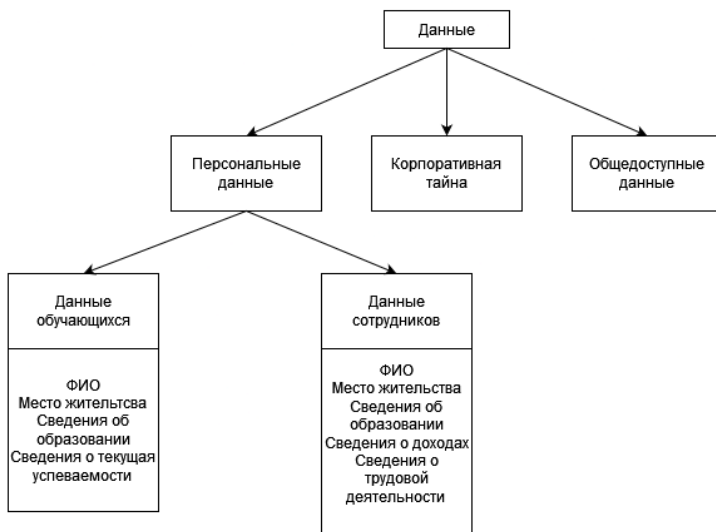 Данные
Персональные
данные
Корпоративная
тайна
Общедоступные
данные
Данные
обучающихся
ФИО
Место жительтсва
Сведения об
образовании
Сведения о текущая
успеваемости
Данные
сотрудников
ФИО
Место жительства
Сведения об
образовании
Сведения о доходах
Сведения о
трудовой
деятельности